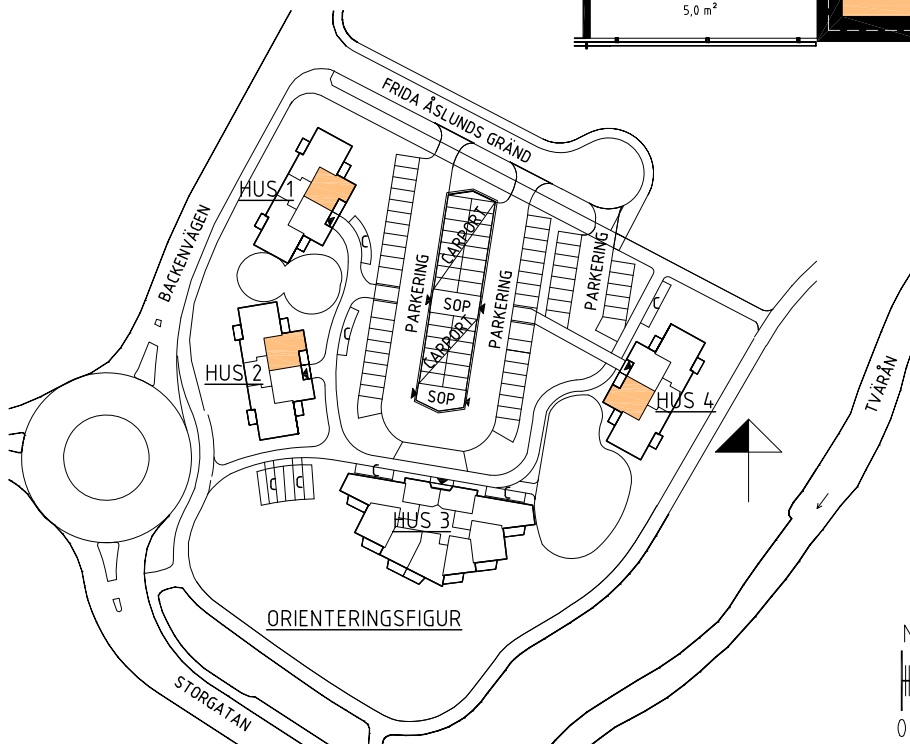 5,0 m²
FRIDA ÅSLUNDS GRÄND
HUS 1
BACKENVÄGEN
CARPORT
PARKERING
PARKERING
PARKERING
SOP
CARPORT
HUS 2
SOP
HUS 4
TVÄRÅN
HUS 3
ORIENTERINGSFIGUR
STORGATAN
0